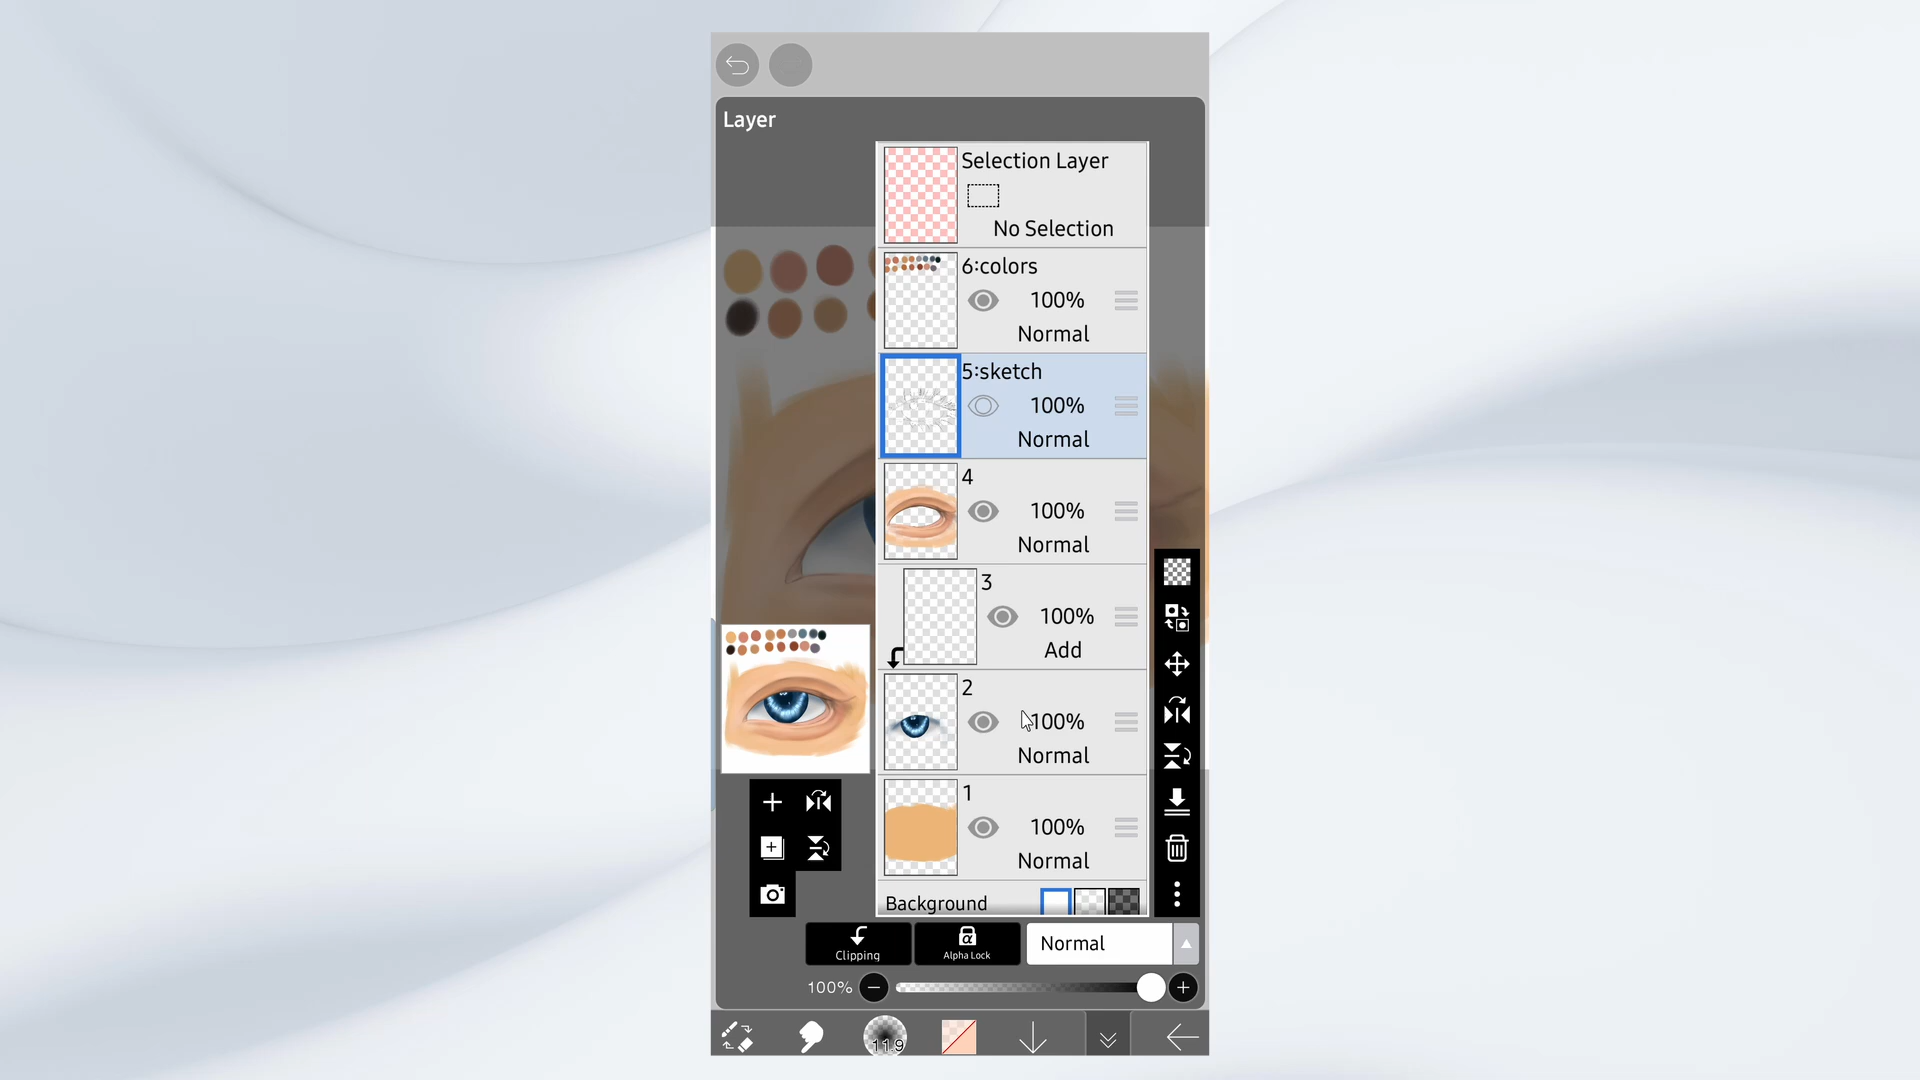 Layer
Selection Layer
No Selection
6:colors
100%
Normal
5:sketch
100%
Normal
4
100%
Normal
3
100%
Add
2
100%
Normal
1
100%
Normal
Background
Clipping
α
Alpha Lock
Normal
100%
11.9